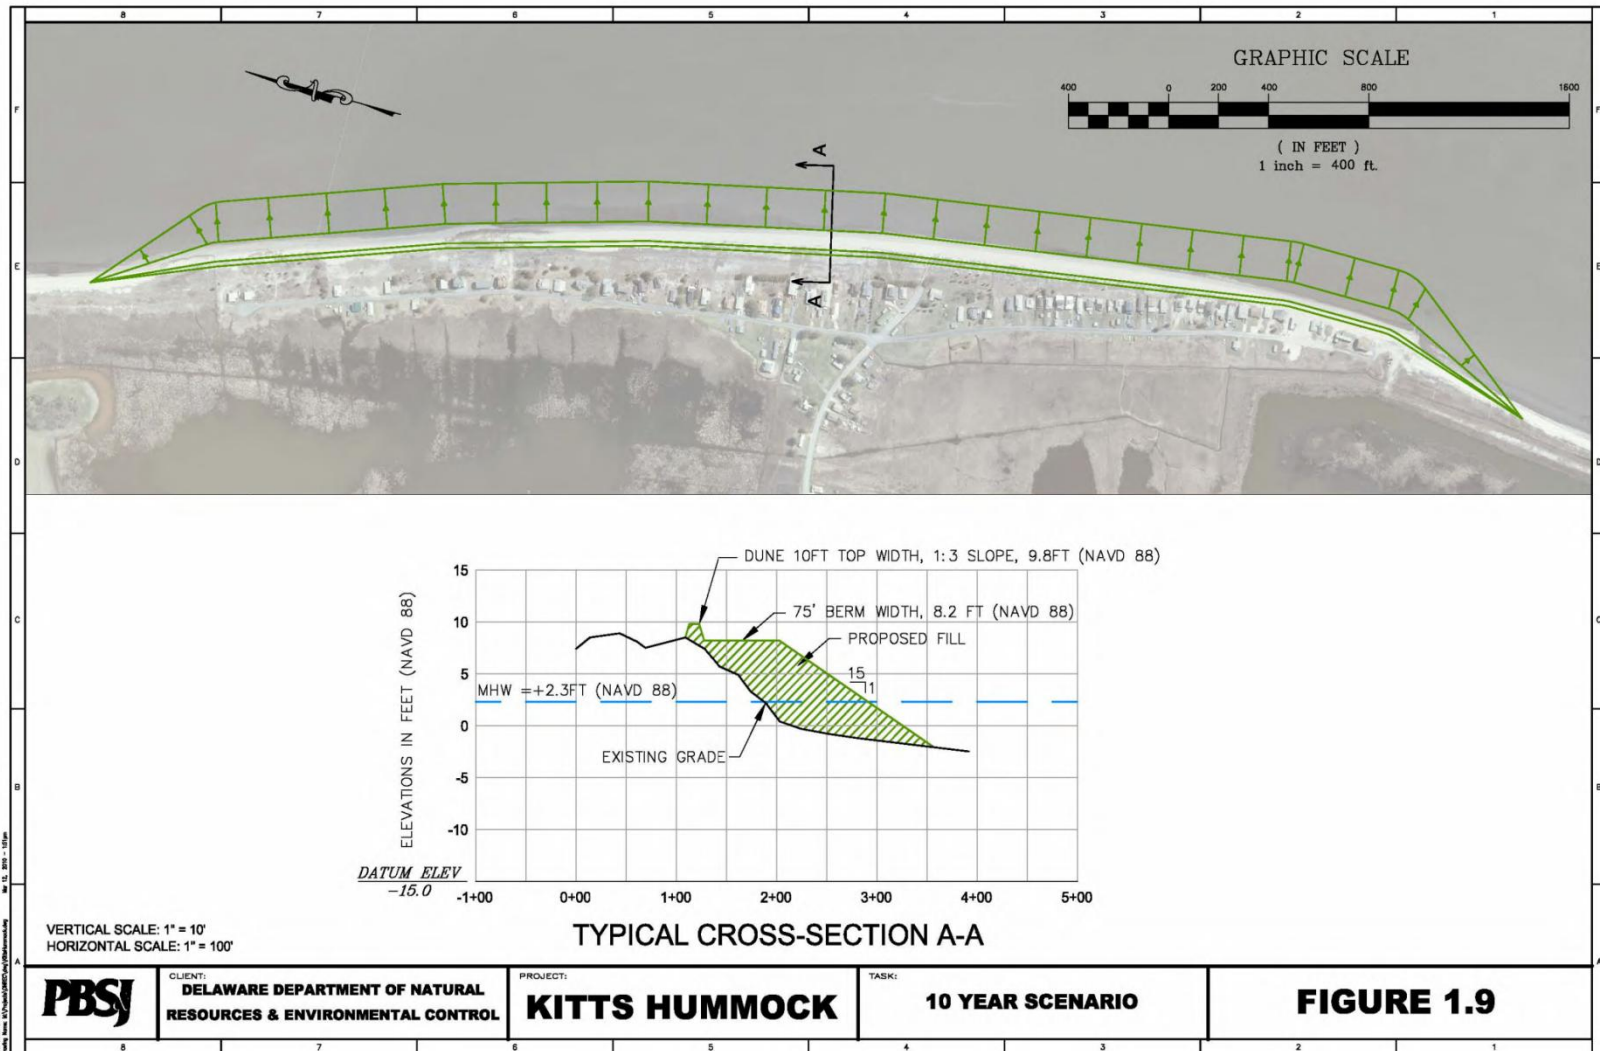 8 7 6 5 4 3 2 1
GRAPHIC SCALE
400 0 200 400 800 1600
( IN FEET )
1 inch = 400 ft.
A
A
F
E
D
C
B
A
F
E
D
C
B
A
DUNE 10FT TOP WIDTH, 1:3 SLOPE, 9.8FT (NAVD 88)
75' BERM WIDTH, 8.2 FT (NAVD 88)
PROPOSED FILL
15
1
MHW =+2.3FT (NAVD 88)
EXISTING GRADE
ELEVATIONS IN FEET (NAVD 88)
15
10
5
0
-5
-10
DATUM ELEV
-15.0
-1+00 0+00 1+00 2+00 3+00 4+00 5+00
TYPICAL CROSS-SECTION A-A
VERTICAL SCALE: 1" = 10'
HORIZONTAL SCALE: 1" = 100'
PBSJ
CLIENT:
DELAWARE DEPARTMENT OF NATURAL
RESOURCES & ENVIRONMENTAL CONTROL
PROJECT:
KITTS HUMMOCK
TASK:
10 YEAR SCENARIO
FIGURE 1.9
8 7 6 5 4 3 2 1